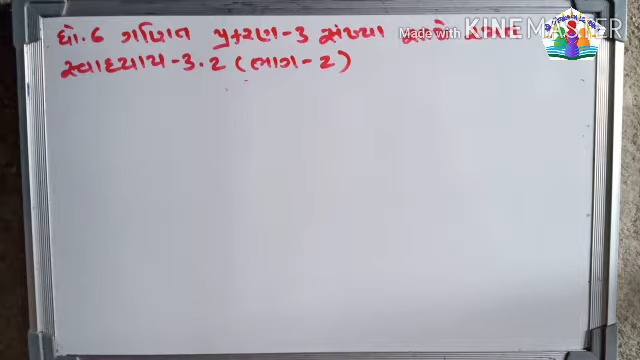 Made with KINEMASTER
ધો.6 ગણિત પ્રકરણ-3 સંખ્યા સાથે
સ્વાધ્યાય-3.2 (ભાગ-2)